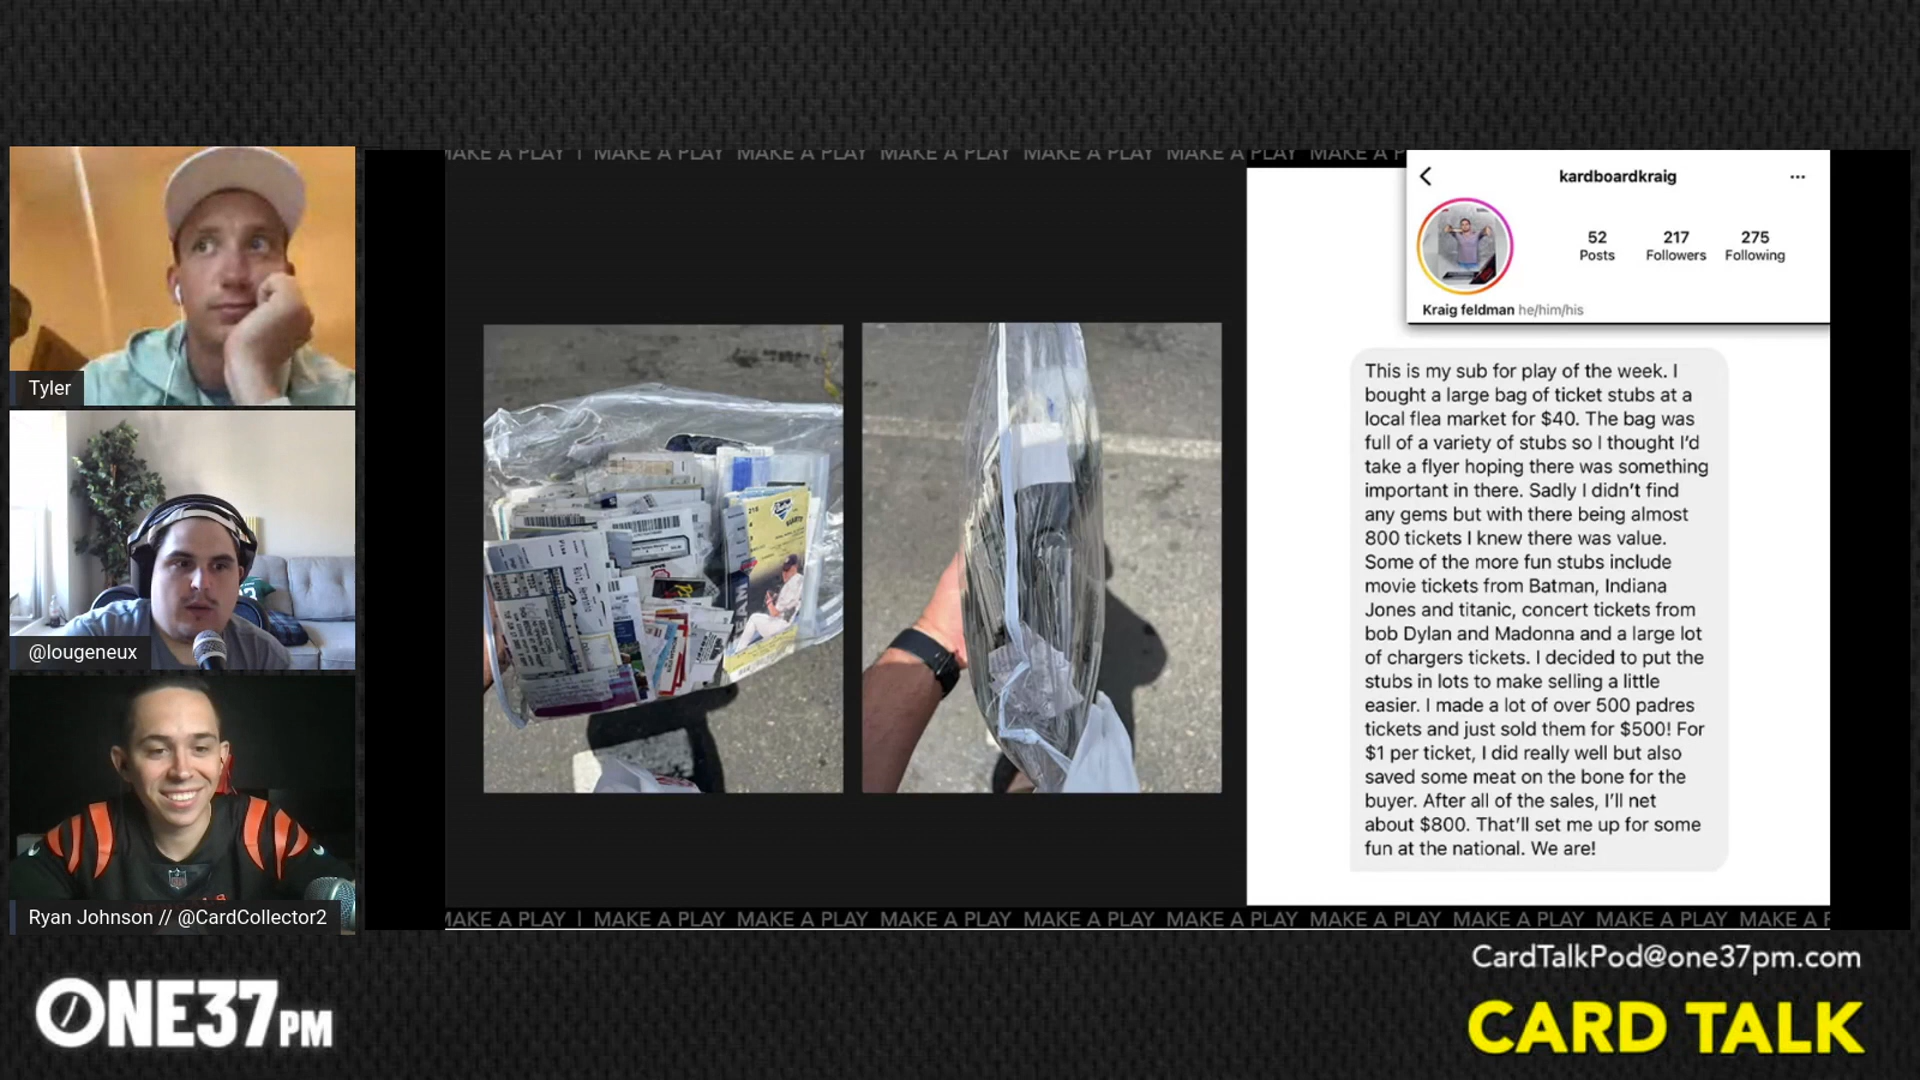 MAKE A PLAY | MAKE A PLAY MAKE A PLAY MAKE A PLAY MAKE A PLAY MAKE A PLAY MAKE A P
kardboardkraig
52
Posts
217
Followers
275
Following
Kraig feldman he/him/his
This is my sub for play of the week. I
bought a large bag of ticket stubs at a
local flea market for $40. The bag was
full of a variety of stubs so I thought I'd
take a flyer hoping there was something
important in there. Sadly I didn't find
any gems but with there being almost
800 tickets I knew there was value.
Some of the more fun stubs include
movie tickets from Batman, Indiana
Jones and titanic, concert tickets from
bob Dylan and Madonna and a large lot
of chargers tickets. I decided to put the
stubs in lots to make selling a little
easier. I made a lot of over 500 padres
tickets and just sold them for $500! For
$1 per ticket, I did really well but also
saved some meat on the bone for the
buyer. After all of the sales, I'll net
about $800. That'll set me up for some
fun at the national. We are!
MAKE A PLAY | MAKE A PLAY MAKE A PLAY MAKE A PLAY MAKE A PLAY MAKE A PLAY MAKE A PLAY MAKE A PLAY MAKE A PLAY MAKE A P
Tyler
@lougeneux
Ryan Johnson // @CardCollector2
ONE37PM
CardTalkPod@one37pm.com
CARD TALK